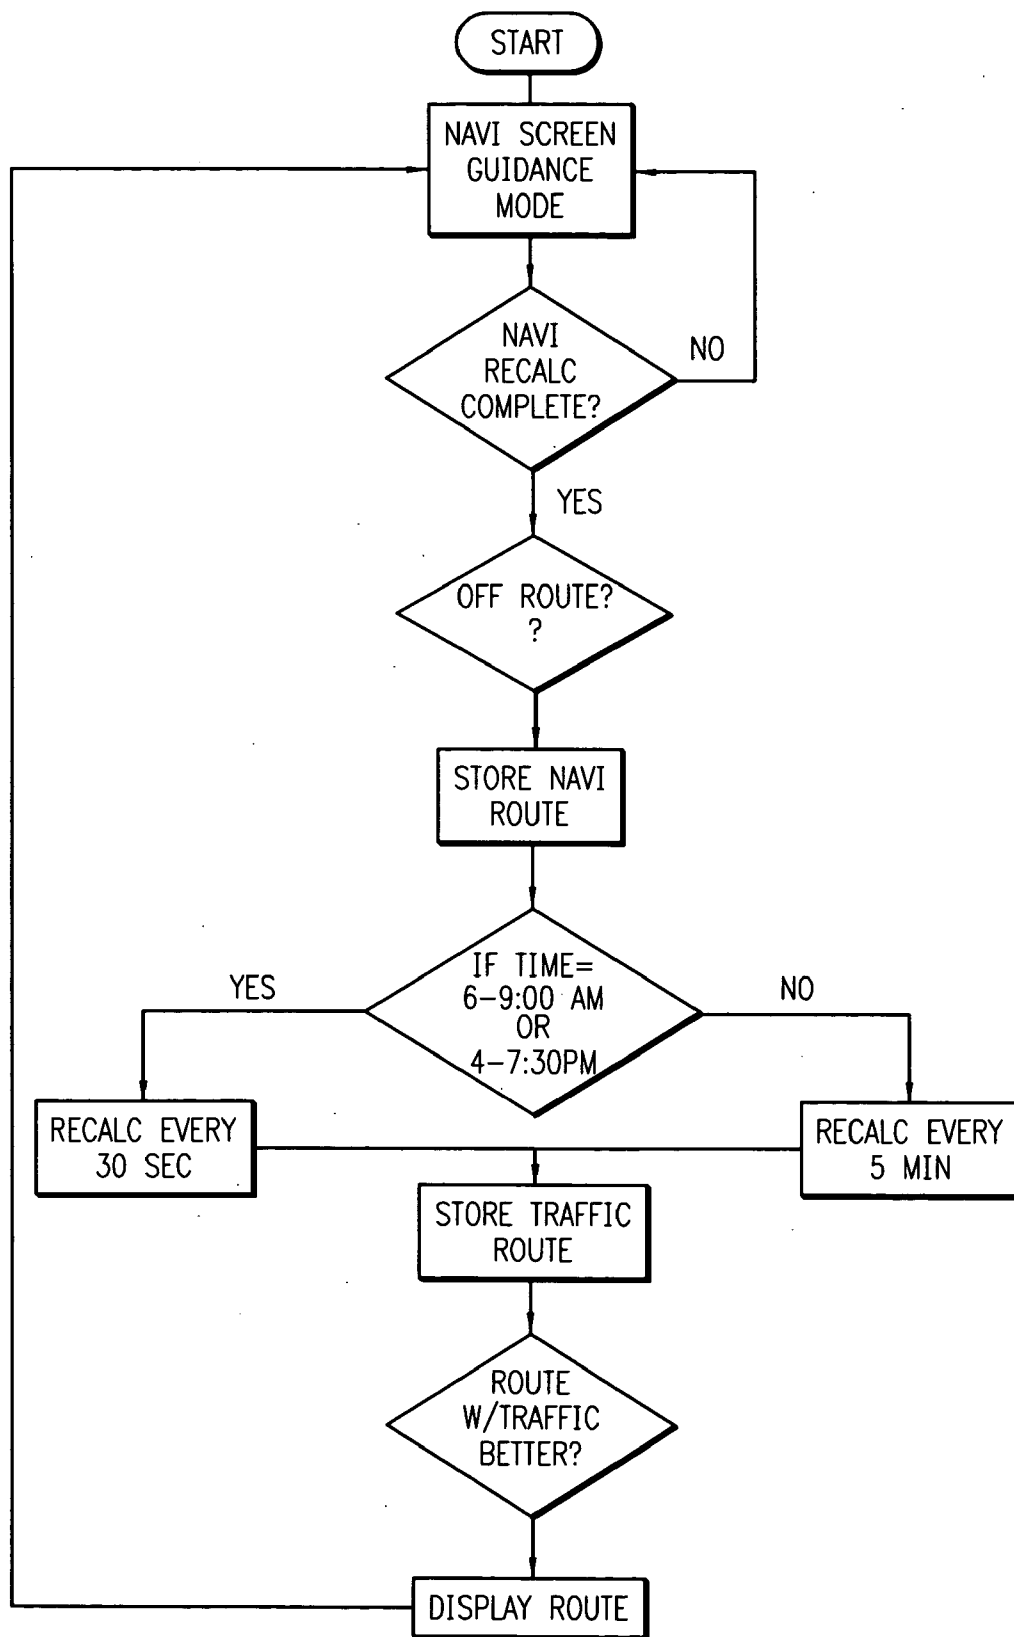 START
NAVI SCREEN
GUIDANCE
MODE
NAVI
RECALC
COMPLETE?
NO
YES
OFF ROUTE?
?
STORE NAVI
ROUTE
IF TIME=
6-9:00 AM
OR
4-7:30PM
YES
NO
RECALC EVERY
30 SEC
RECALC EVERY
5 MIN
STORE TRAFFIC
ROUTE
ROUTE
W/TRAFFIC
BETTER?
DISPLAY ROUTE